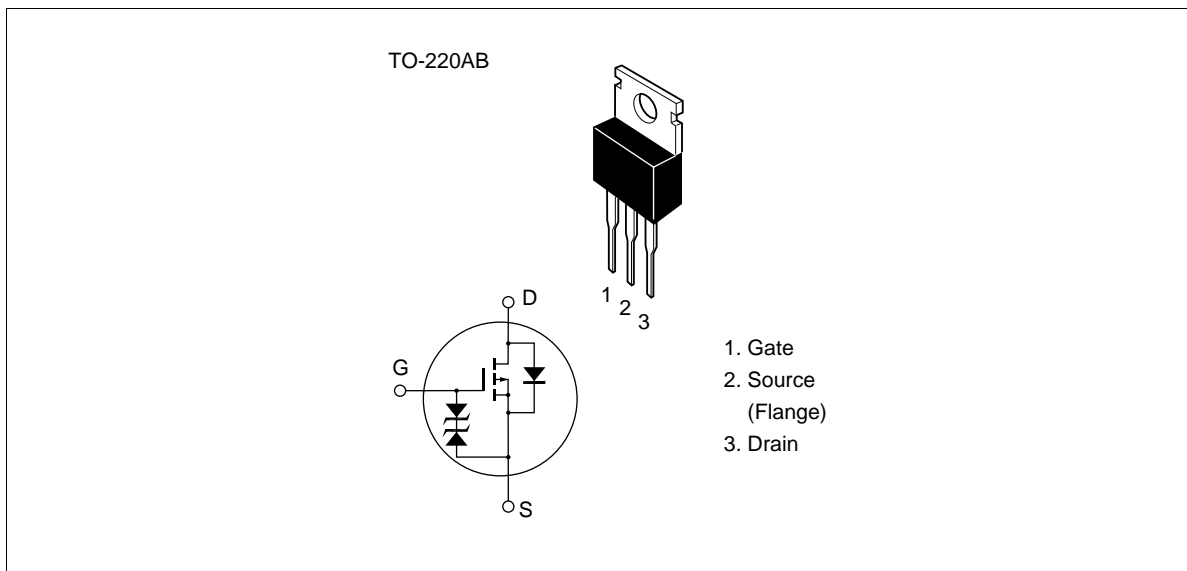 TO-220AB
1
2
3
D
G
S
1. Gate
2. Source
(Flange)
3. Drain